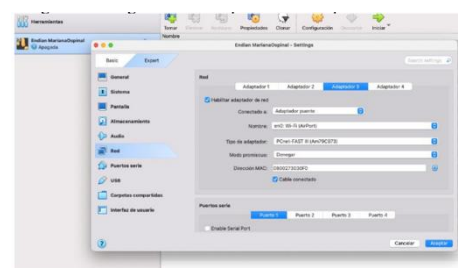 Herramientas
Tomar
Propiedades
Clonar
Configuración
Iniciar
Nombre
Endian MarianaOspinal
Apagada
Endian MarianaOspinal - Settings
Basic
Expert
Search settings
General
Sistema
Pantalla
Almacenamiento
Audio
Red
Puertos serie
USB
Carpetas compartidas
Interfaz de usuario
Red
Adaptador 1
Adaptador 2
Adaptador 3
Adaptador 4
Habilitar adaptador de red
Conectado a:
Adaptador puente
Nombre:
en0: Wi-Fi (AirPort)
Tipo de adaptador:
PCnet-FAST III (Am79C973)
Modo promiscuo:
Denegar
Dirección MAC:
Cable conectado
Puertos serie
Puerto 1
Puerto 2
Puerto 3
Puerto 4
Enable Serial Port
Cancelar
Aceptar